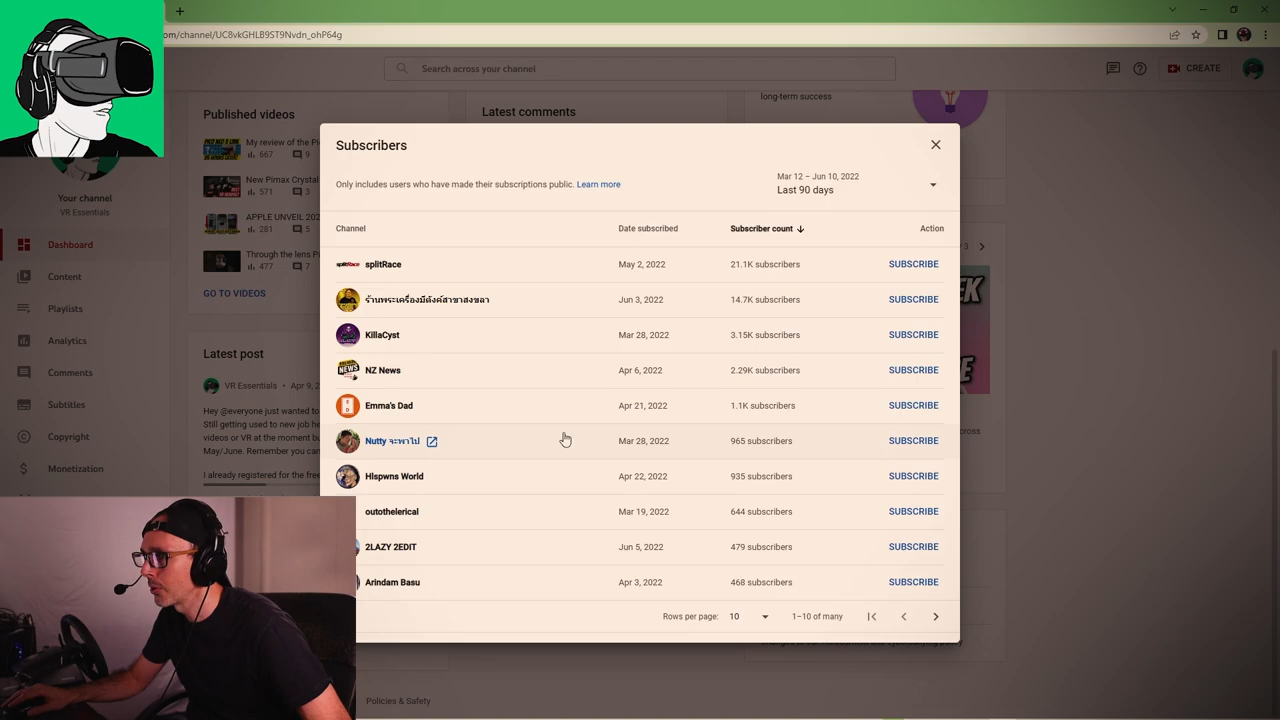 om/channel/UC8vkGHLB9ST9Nvdn_ohP64g
Search across your channel
CREATE
Published videos
My review of the
667
9
New Pimax Crystal
571
3
APPLE UNVEIL 202
281
5
Through the lens
477
7
GO TO VIDEOS
Your channel
VR Essentials
Dashboard
Content
Playlists
Analytics
Comments
Subtitles
Copyright
Monetization
Latest post
VR Essentials • Apr 9, 2
Hey @everyone just wanted to
Still getting used to new job he
videos or VR at the moment bu
May/June. Remember you can
I already registered for the free
Latest comments
long-term success
Subscribers
Only includes users who have made their subscriptions public. Learn more
Mar 12 – Jun 10, 2022
Last 90 days
Channel Date subscribed Subscriber count Action
splitRace May 2, 2022 21.1K subscribers SUBSCRIBE
ร้านพระเครื่องมีตังค์สาขาสงขลา Jun 3, 2022 14.7K subscribers SUBSCRIBE
KillaCyst Mar 28, 2022 3.15K subscribers SUBSCRIBE
NZ News Apr 6, 2022 2.29K subscribers SUBSCRIBE
Emma's Dad Apr 21, 2022 1.1K subscribers SUBSCRIBE
Nutty จะพาไป Mar 28, 2022 965 subscribers SUBSCRIBE
Hlspwns World Apr 22, 2022 935 subscribers SUBSCRIBE
outothelerical Mar 19, 2022 644 subscribers SUBSCRIBE
2LAZY 2EDIT Jun 5, 2022 479 subscribers SUBSCRIBE
Arindam Basu Apr 3, 2022 468 subscribers SUBSCRIBE
Rows per page: 10 1–10 of many
/ 3
cross
Policies & Safety